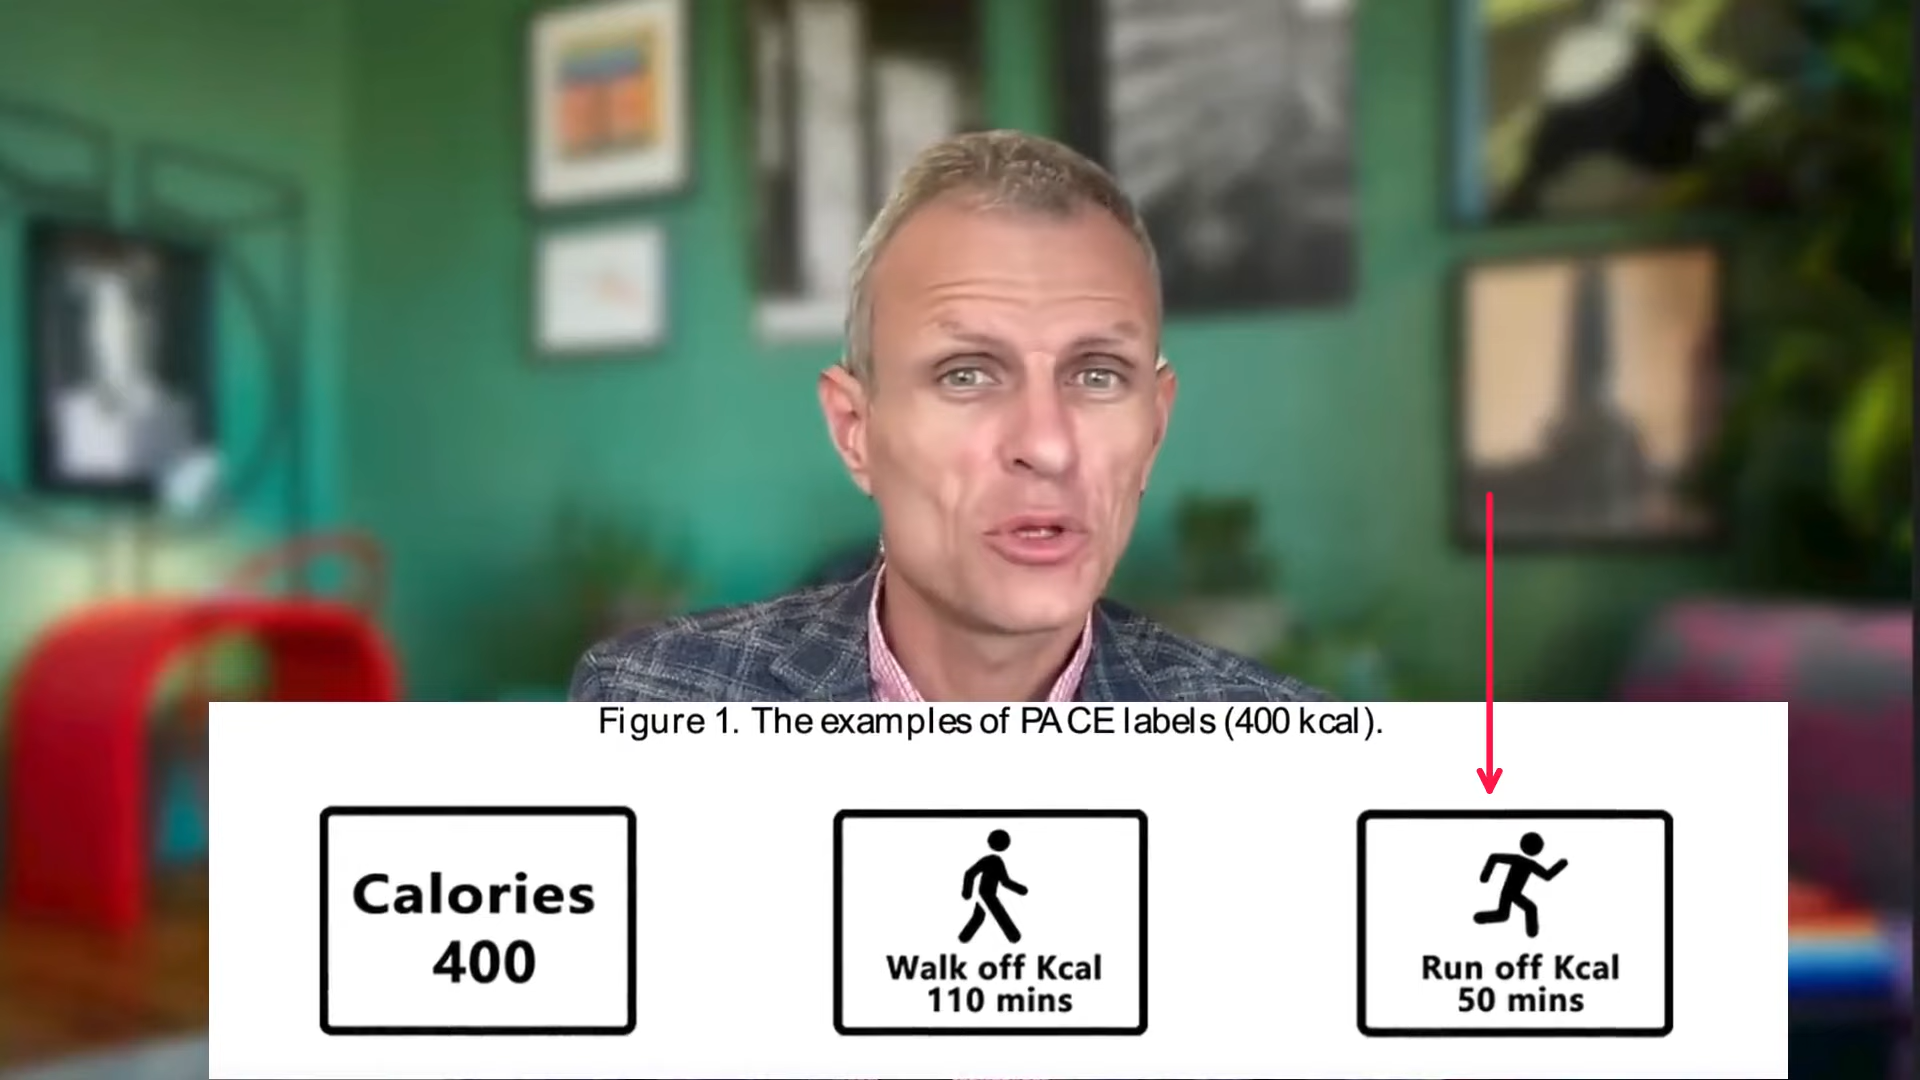 Figure 1. The examples of PACE labels (400 kcal).
Calories
400
Walk off Kcal
110 mins
Run off Kcal
50 mins